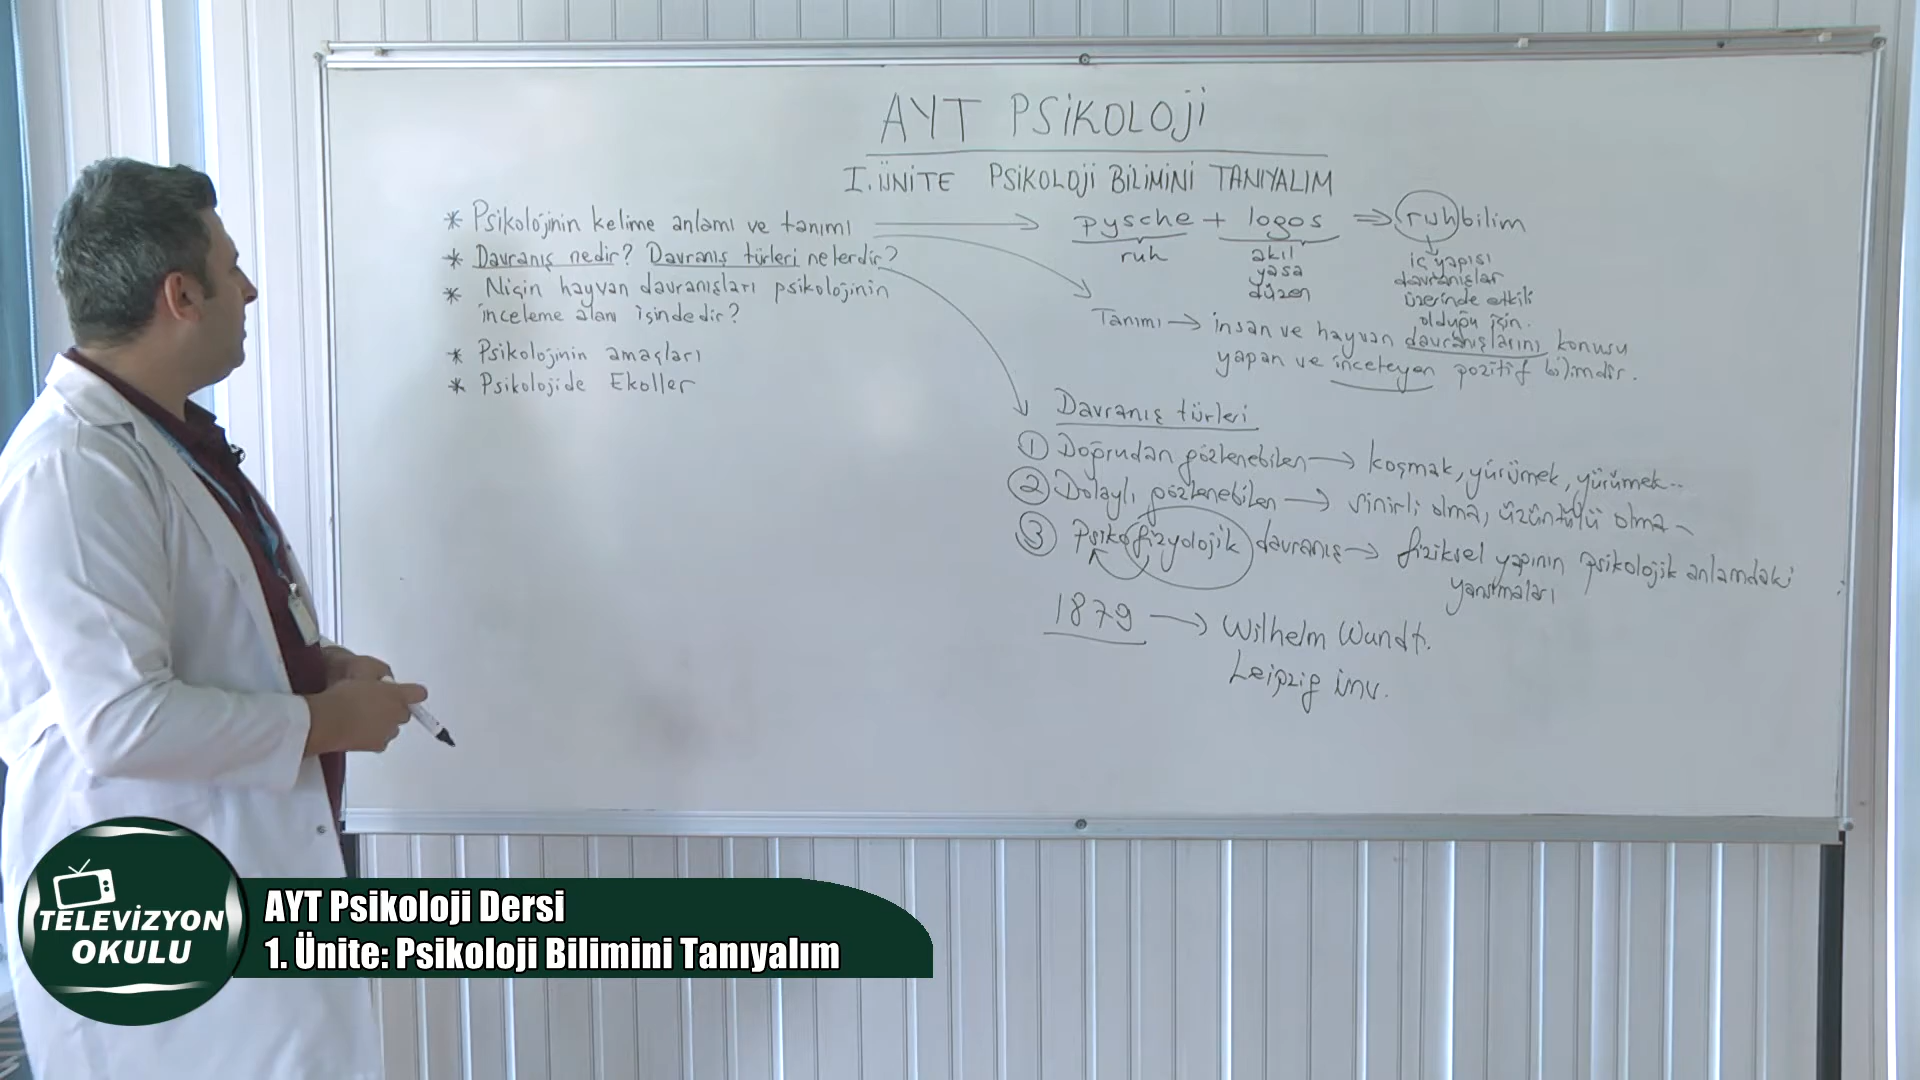 AYT PSİKOLOJİ
I. ÜNİTE PSİKOLOJİ BİLİMİNİ TANIYALIM
* Psikolojinin kelime anlamı ve tanımı
* Davranış nedir? Davranış türleri nelerdir?
* Niçin hayvan davranışları psikolojinin
inceleme alanı içindedir?
* Psikolojinin amaçları
* Psikolojide Ekoller
pysche + logos ⇒ ruhbilim
ruh
akıl
yasa
düzen
iç yapısı
davranışlar
üzerinde etkili
olduğu için.
Tanımı → insan ve hayvan davranışlarını konusu
yapan ve inceleyen pozitif bilimdir.
Davranış türleri
① Doğrudan gözlenebilen → koşmak, yürümek, yürümek...
② Dolaylı gözlenebilen → sinirli olma, üzüntülü olma
③ Psikofizyolojik davranış → fiziksel yapının psikolojik anlamdaki
yansımaları
1879 → Wilhelm Wundt.
Leipzig ünv.
TELEVİZYON
OKULU
AYT Psikoloji Dersi
1. Ünite: Psikoloji Bilimini Tanıyalım